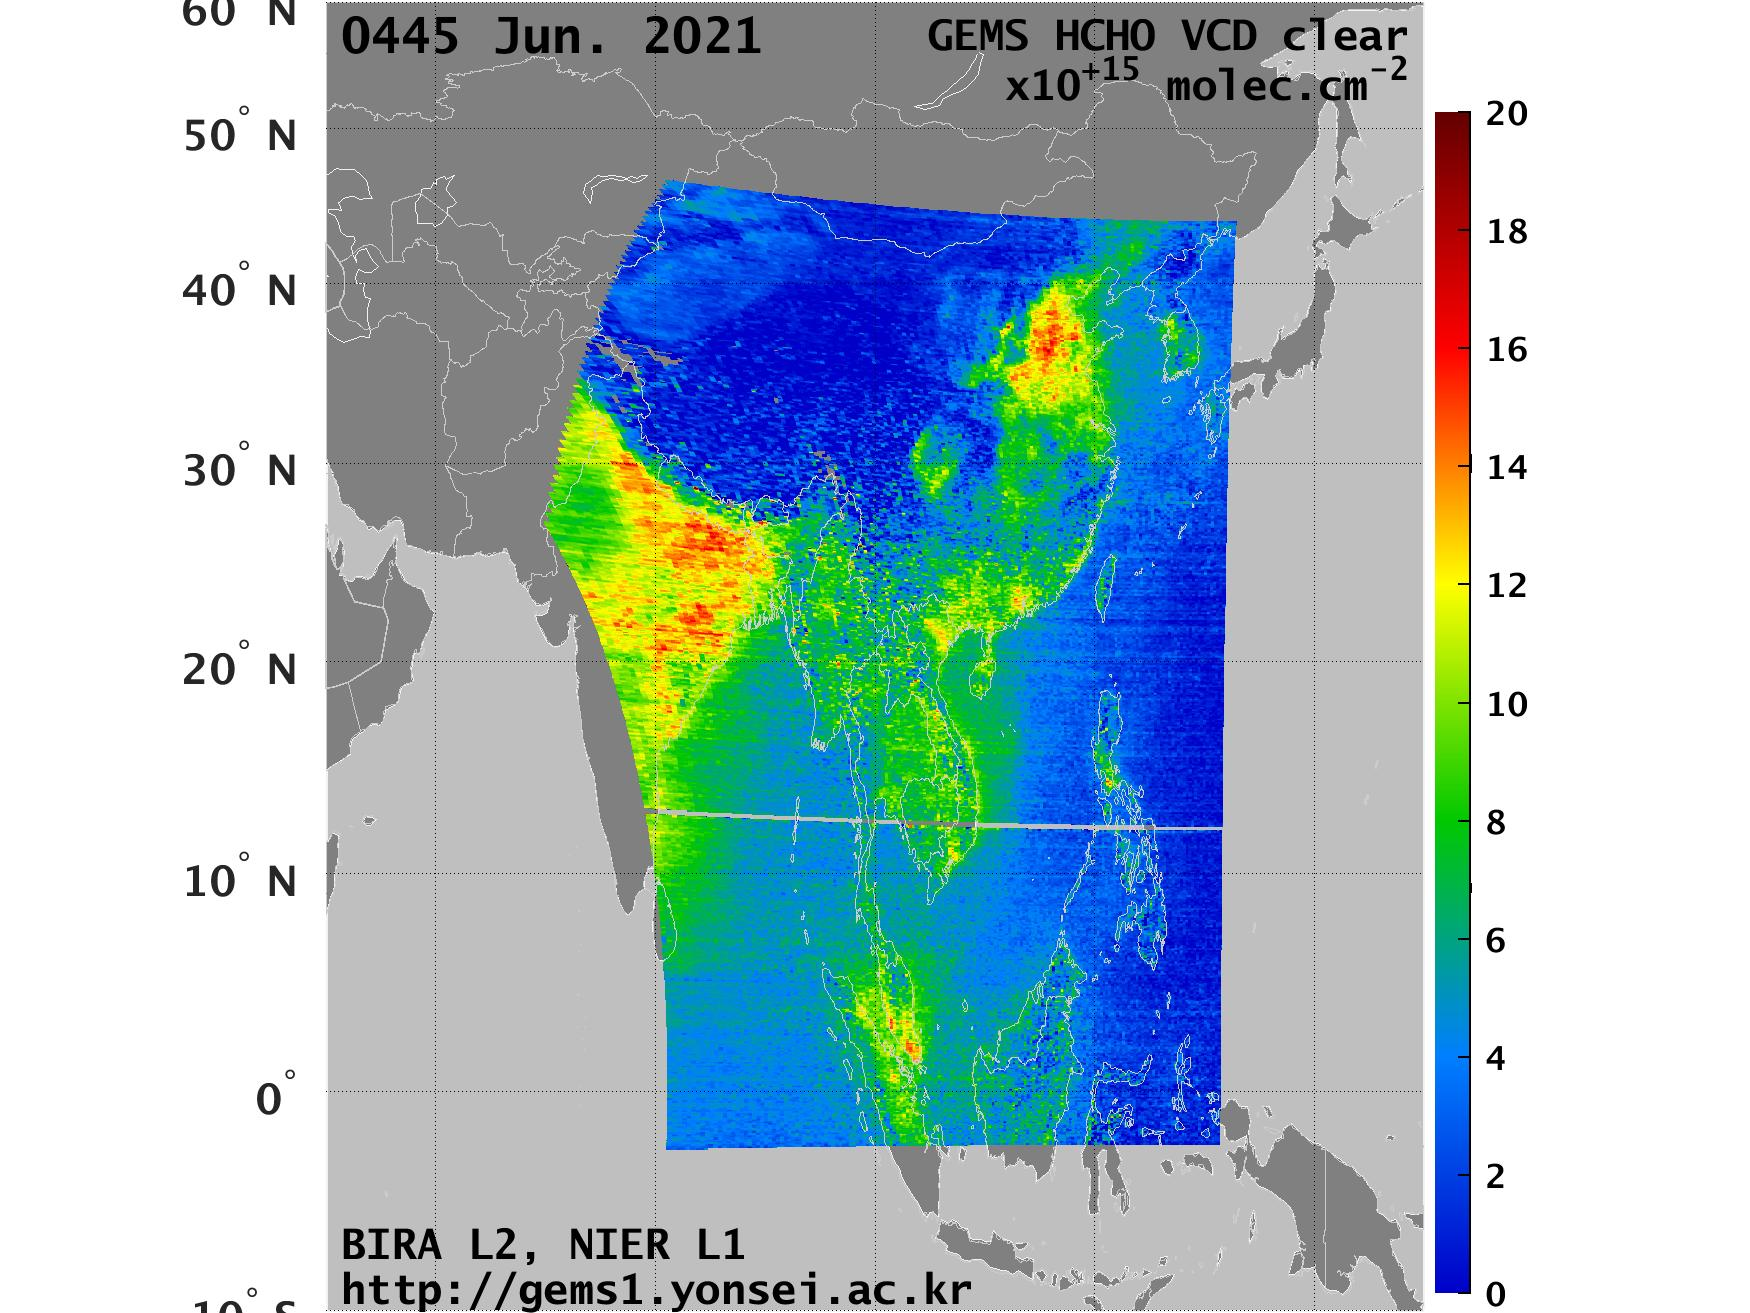 60° N
0445 Jun. 2021
GEMS HCHO VCD clear
x10+15 molec.cm−2
50° N
40° N
30° N
20° N
10° N
0°
10° S
20
18
16
14
12
10
8
6
4
2
0
BIRA L2, NIER L1
http://gems1.yonsei.ac.kr